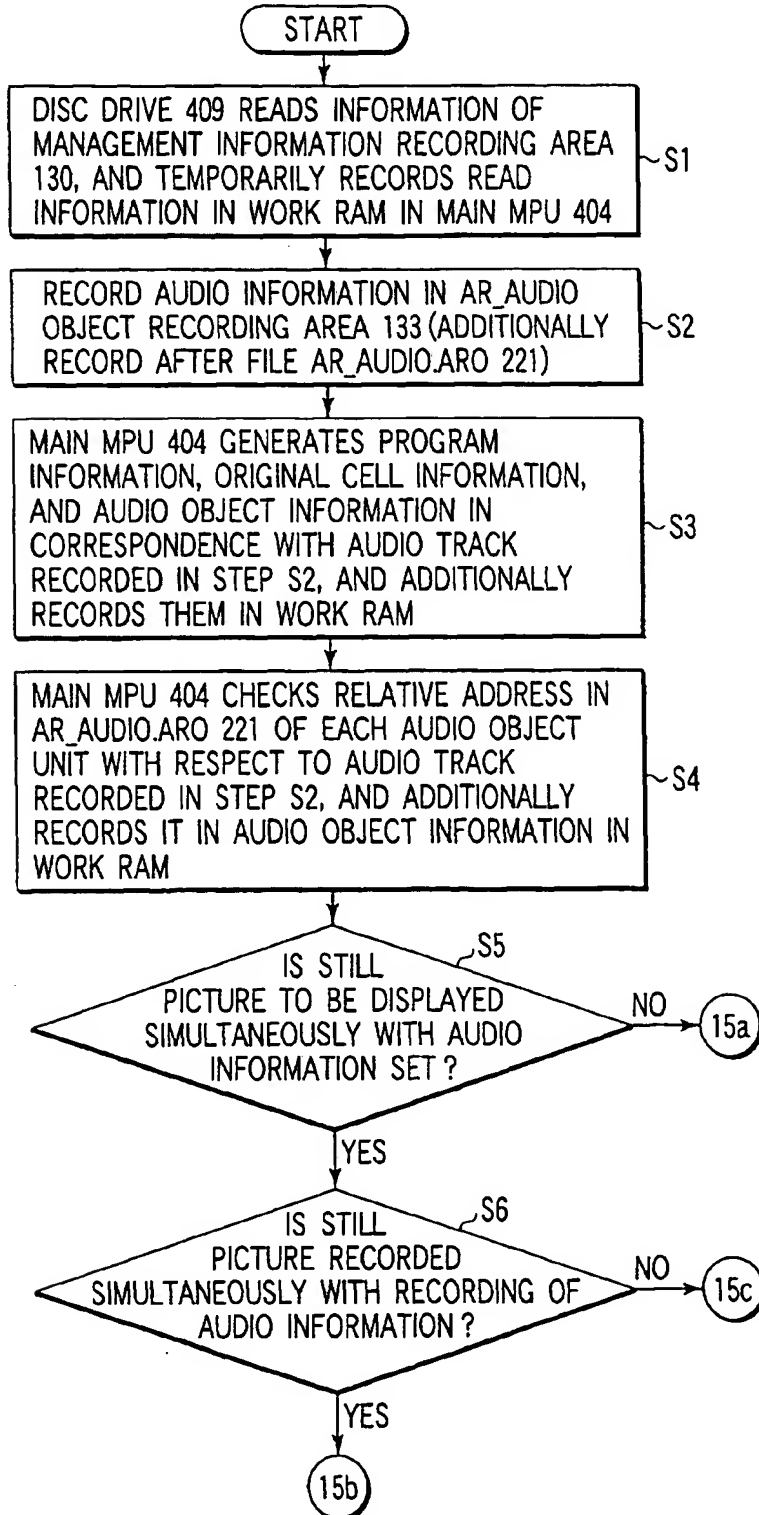 START
DISC DRIVE 409 READS INFORMATION OF
MANAGEMENT INFORMATION RECORDING AREA
130, AND TEMPORARILY RECORDS READ
INFORMATION IN WORK RAM IN MAIN MPU 404
S1
RECORD AUDIO INFORMATION IN AR_AUDIO
OBJECT RECORDING AREA 133 (ADDITIONALLY
RECORD AFTER FILE AR_AUDIO.ARO 221)
S2
MAIN MPU 404 GENERATES PROGRAM
INFORMATION, ORIGINAL CELL INFORMATION,
AND AUDIO OBJECT INFORMATION IN
CORRESPONDENCE WITH AUDIO TRACK
RECORDED IN STEP S2, AND ADDITIONALLY
RECORDS THEM IN WORK RAM
S3
MAIN MPU 404 CHECKS RELATIVE ADDRESS IN
AR_AUDIO.ARO 221 OF EACH AUDIO OBJECT
UNIT WITH RESPECT TO AUDIO TRACK
RECORDED IN STEP S2, AND ADDITIONALLY
RECORDS IT IN AUDIO OBJECT INFORMATION IN
WORK RAM
S4
S5
IS STILL
PICTURE TO BE DISPLAYED
SIMULTANEOUSLY WITH AUDIO
INFORMATION SET ?
NO
15a
YES
S6
IS STILL
PICTURE RECORDED
SIMULTANEOUSLY WITH RECORDING OF
AUDIO INFORMATION ?
NO
15c
YES
15b